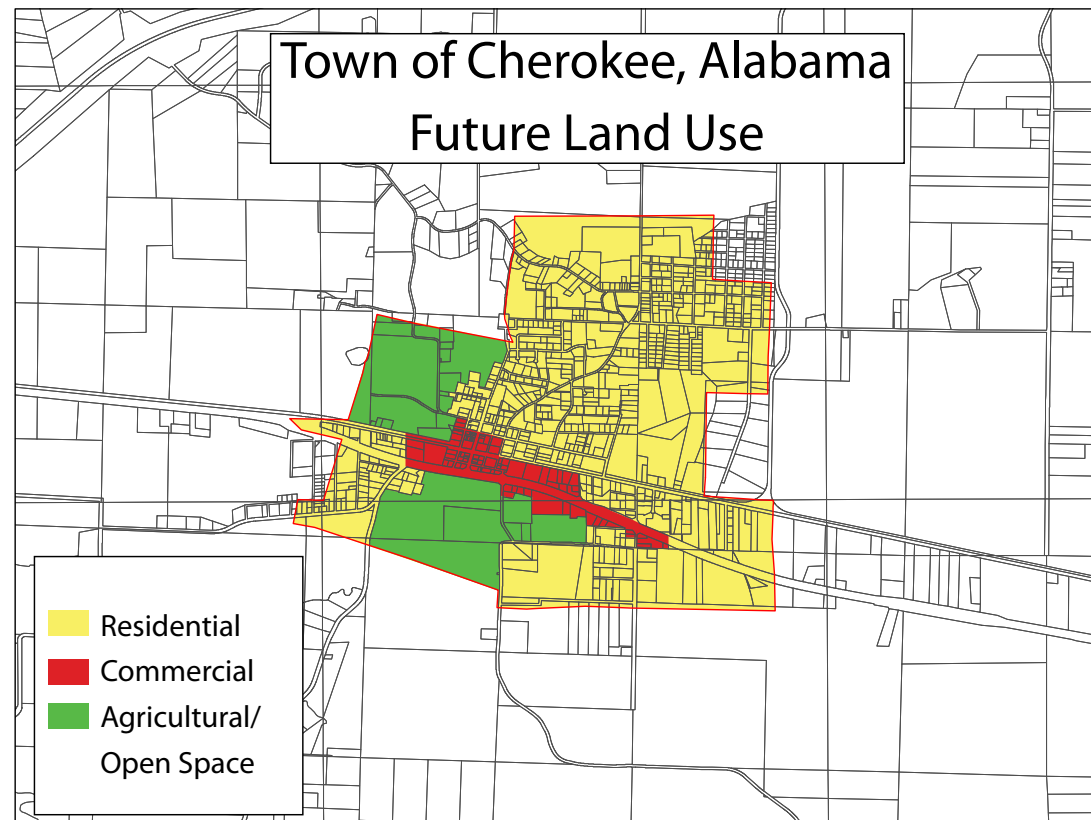 Town of Cherokee, Alabama
Future Land Use
Residential
Commercial
Agricultural/
Open Space